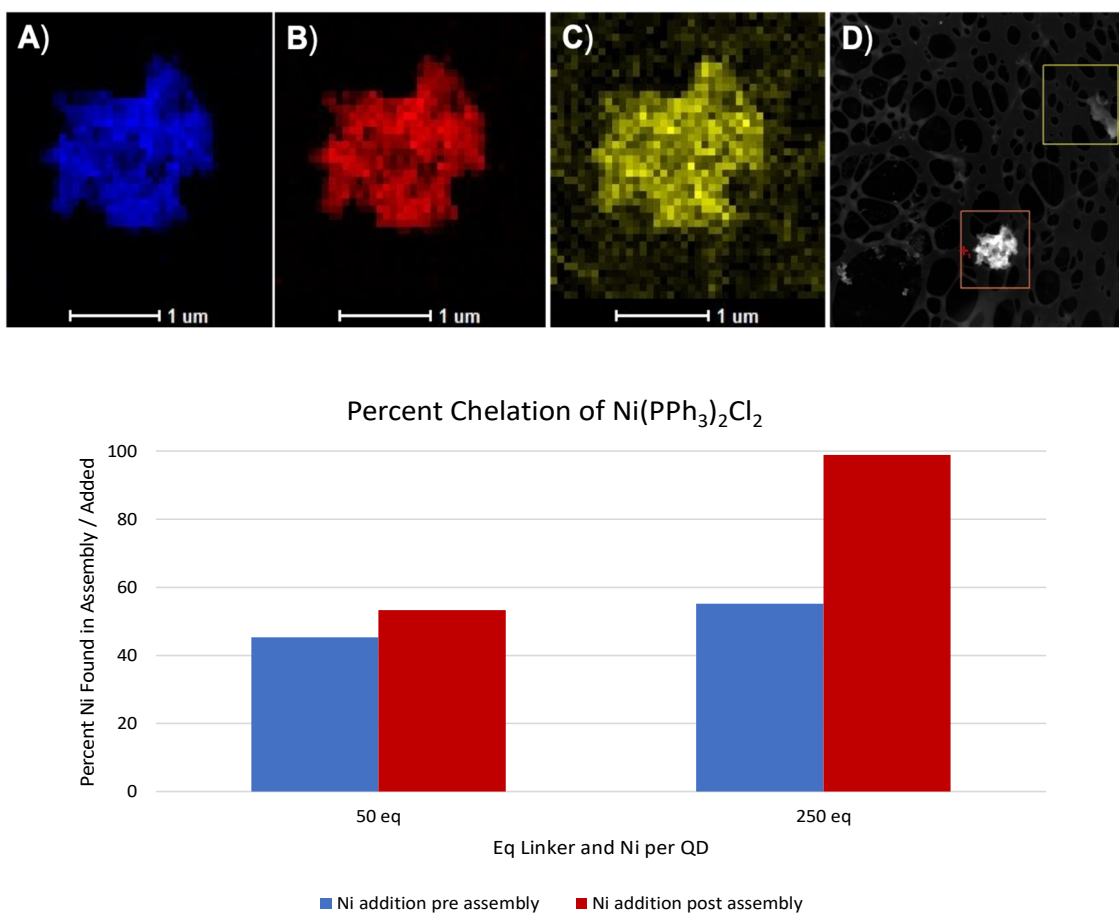 A) B) C) D)
1 um 1 um 1 um
Percent Chelation of Ni(PPh₃)₂Cl₂
Percent Ni Found in Assembly / Added
100
80
60
40
20
0
50 eq 250 eq
Eq Linker and Ni per QD
Ni addition pre assembly Ni addition post assembly